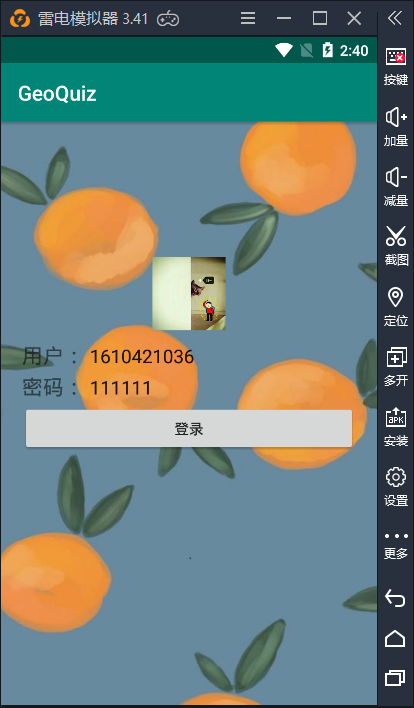 雷电模拟器 3.41
2:40
GeoQuiz
用户： 1610421036
密码： 111111
登录
按键
加量
减量
截图
定位
多开
APK
安装
设置
更多